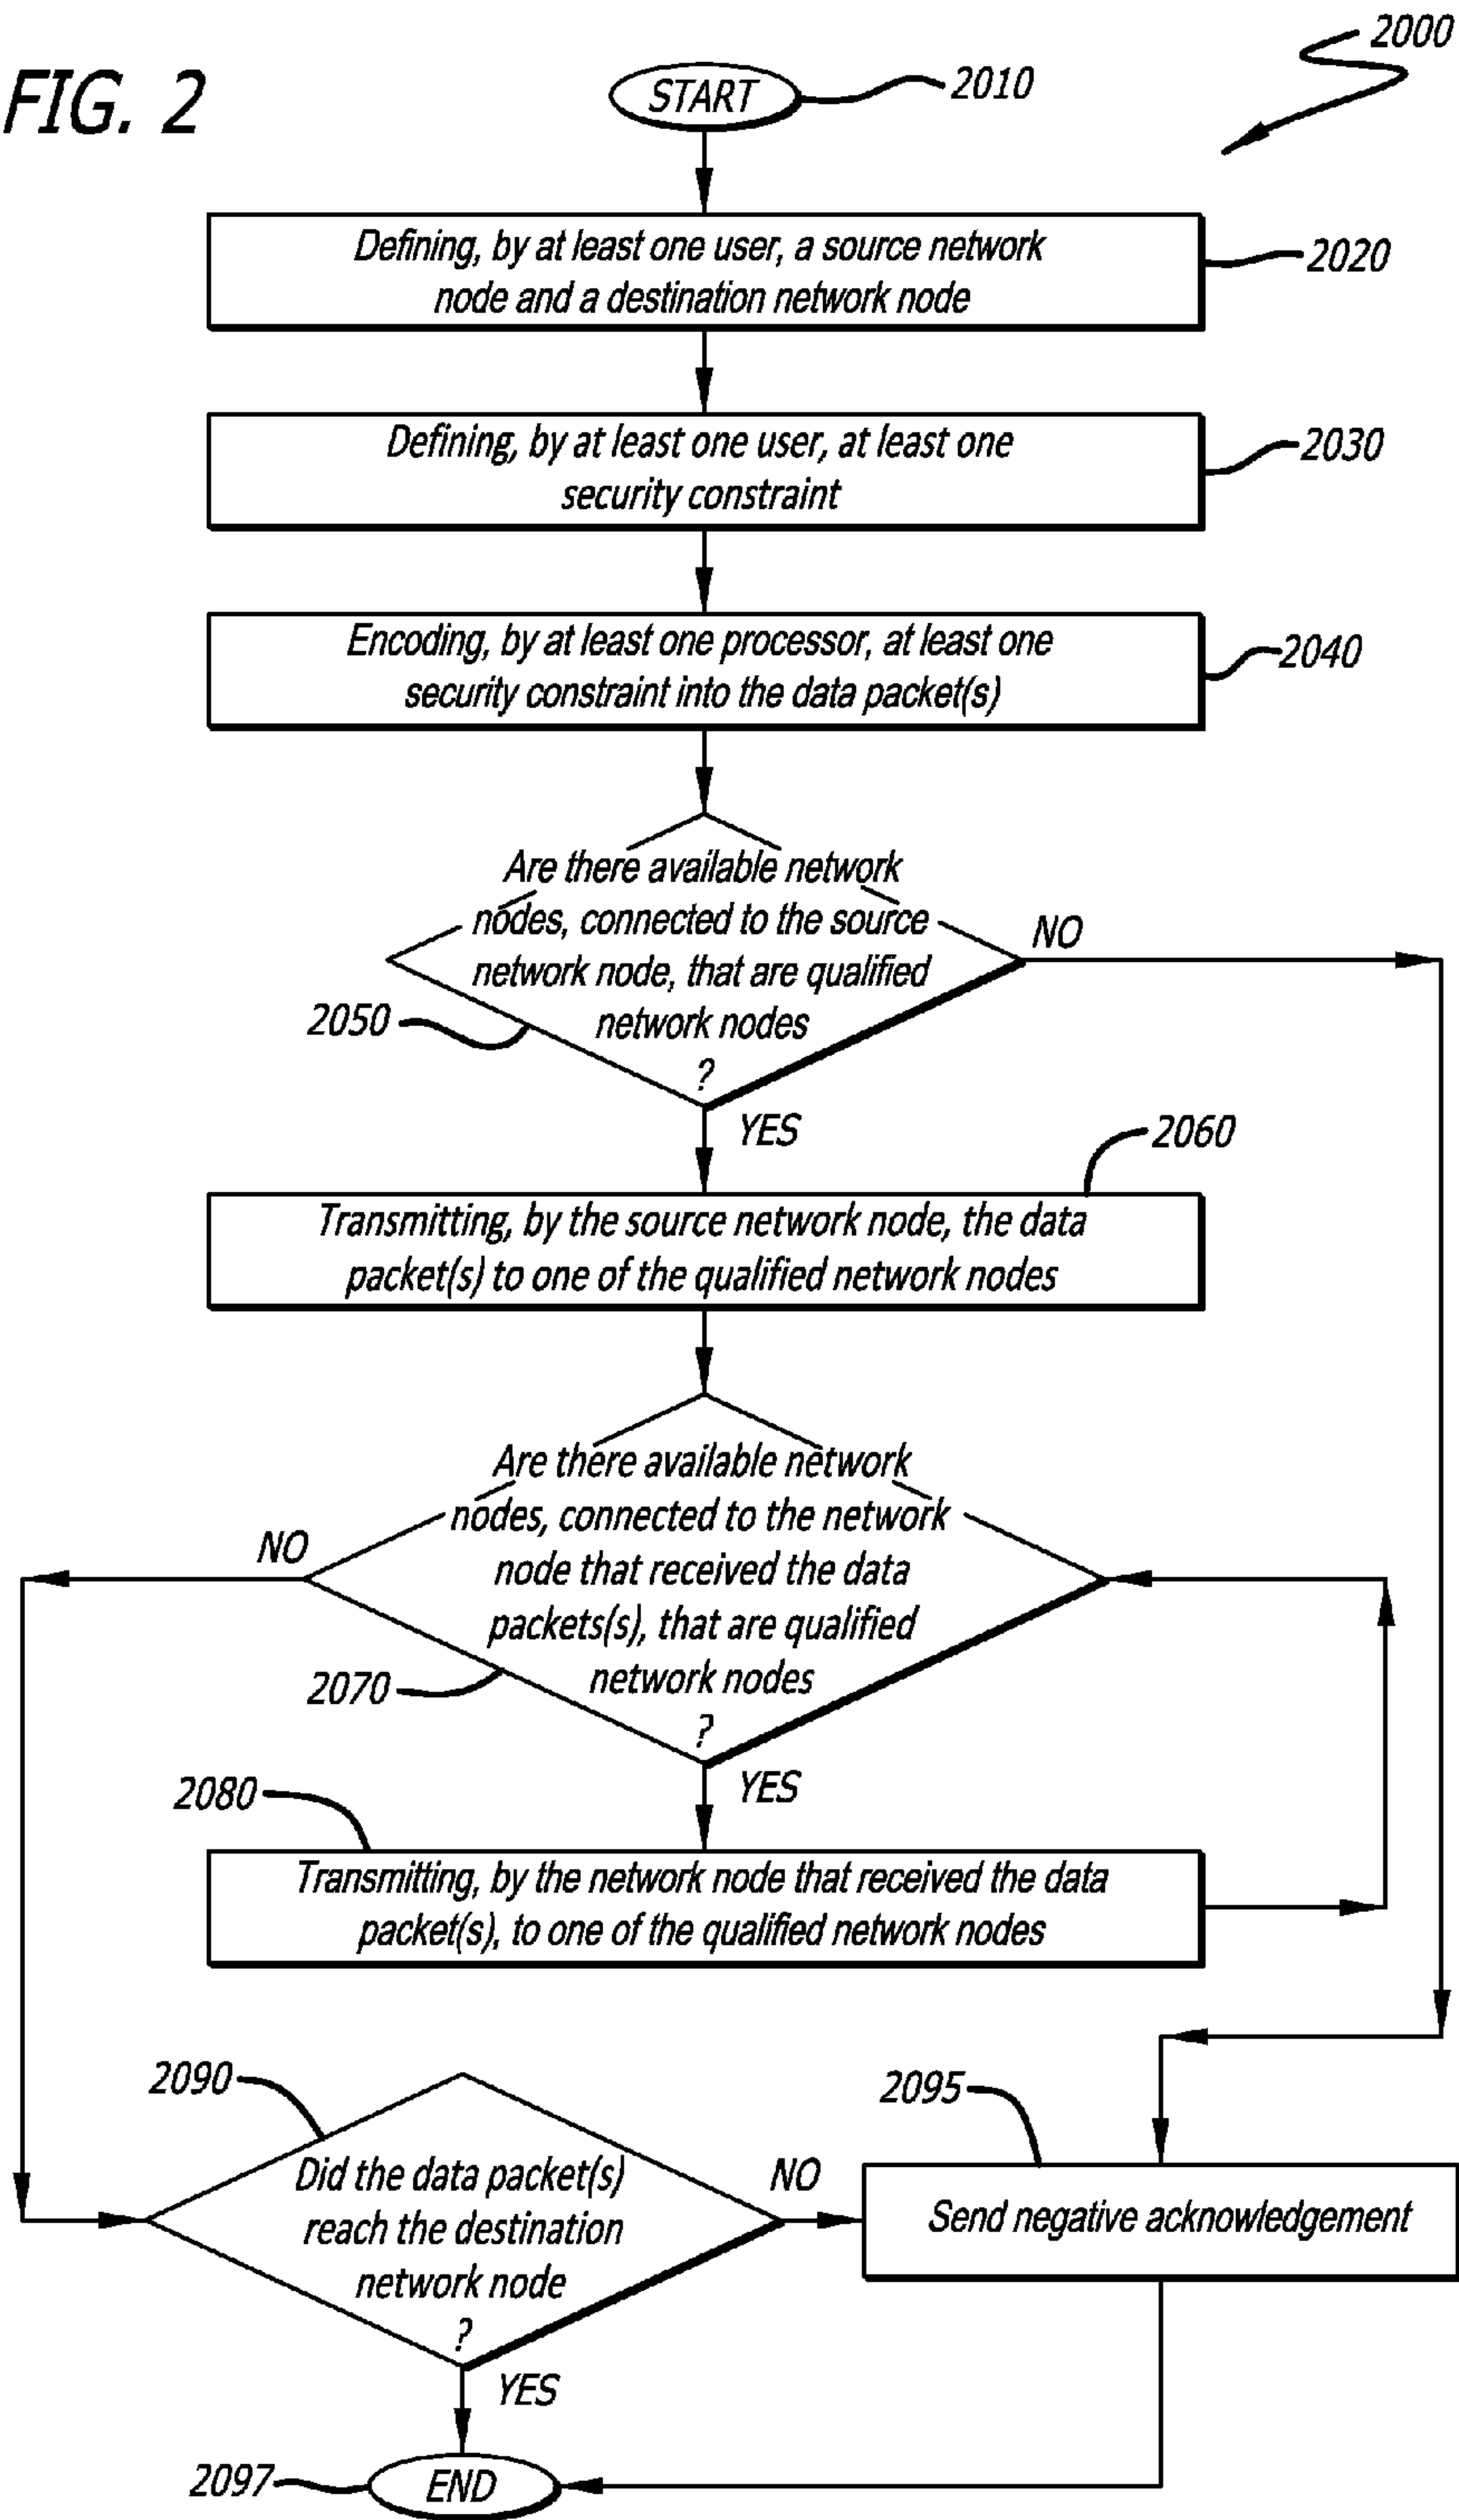 FIG. 2
2000
START
2010
Defining, by at least one user, a source network
node and a destination network node
2020
Defining, by at least one user, at least one
security constraint
2030
Encoding, by at least one processor, at least one
security constraint into the data packet(s)
2040
Are there available network
nodes, connected to the source
network node, that are qualified
network nodes
?
NO
2050
YES
2060
Transmitting, by the source network node, the data
packet(s) to one of the qualified network nodes
Are there available network
nodes, connected to the network
node that received the data
packets(s), that are qualified
network nodes
?
NO
2070
YES
2080
Transmitting, by the network node that received the data
packet(s), to one of the qualified network nodes
2090
Did the data packet(s)
reach the destination
network node
?
NO
2095
Send negative acknowledgement
YES
2097
END